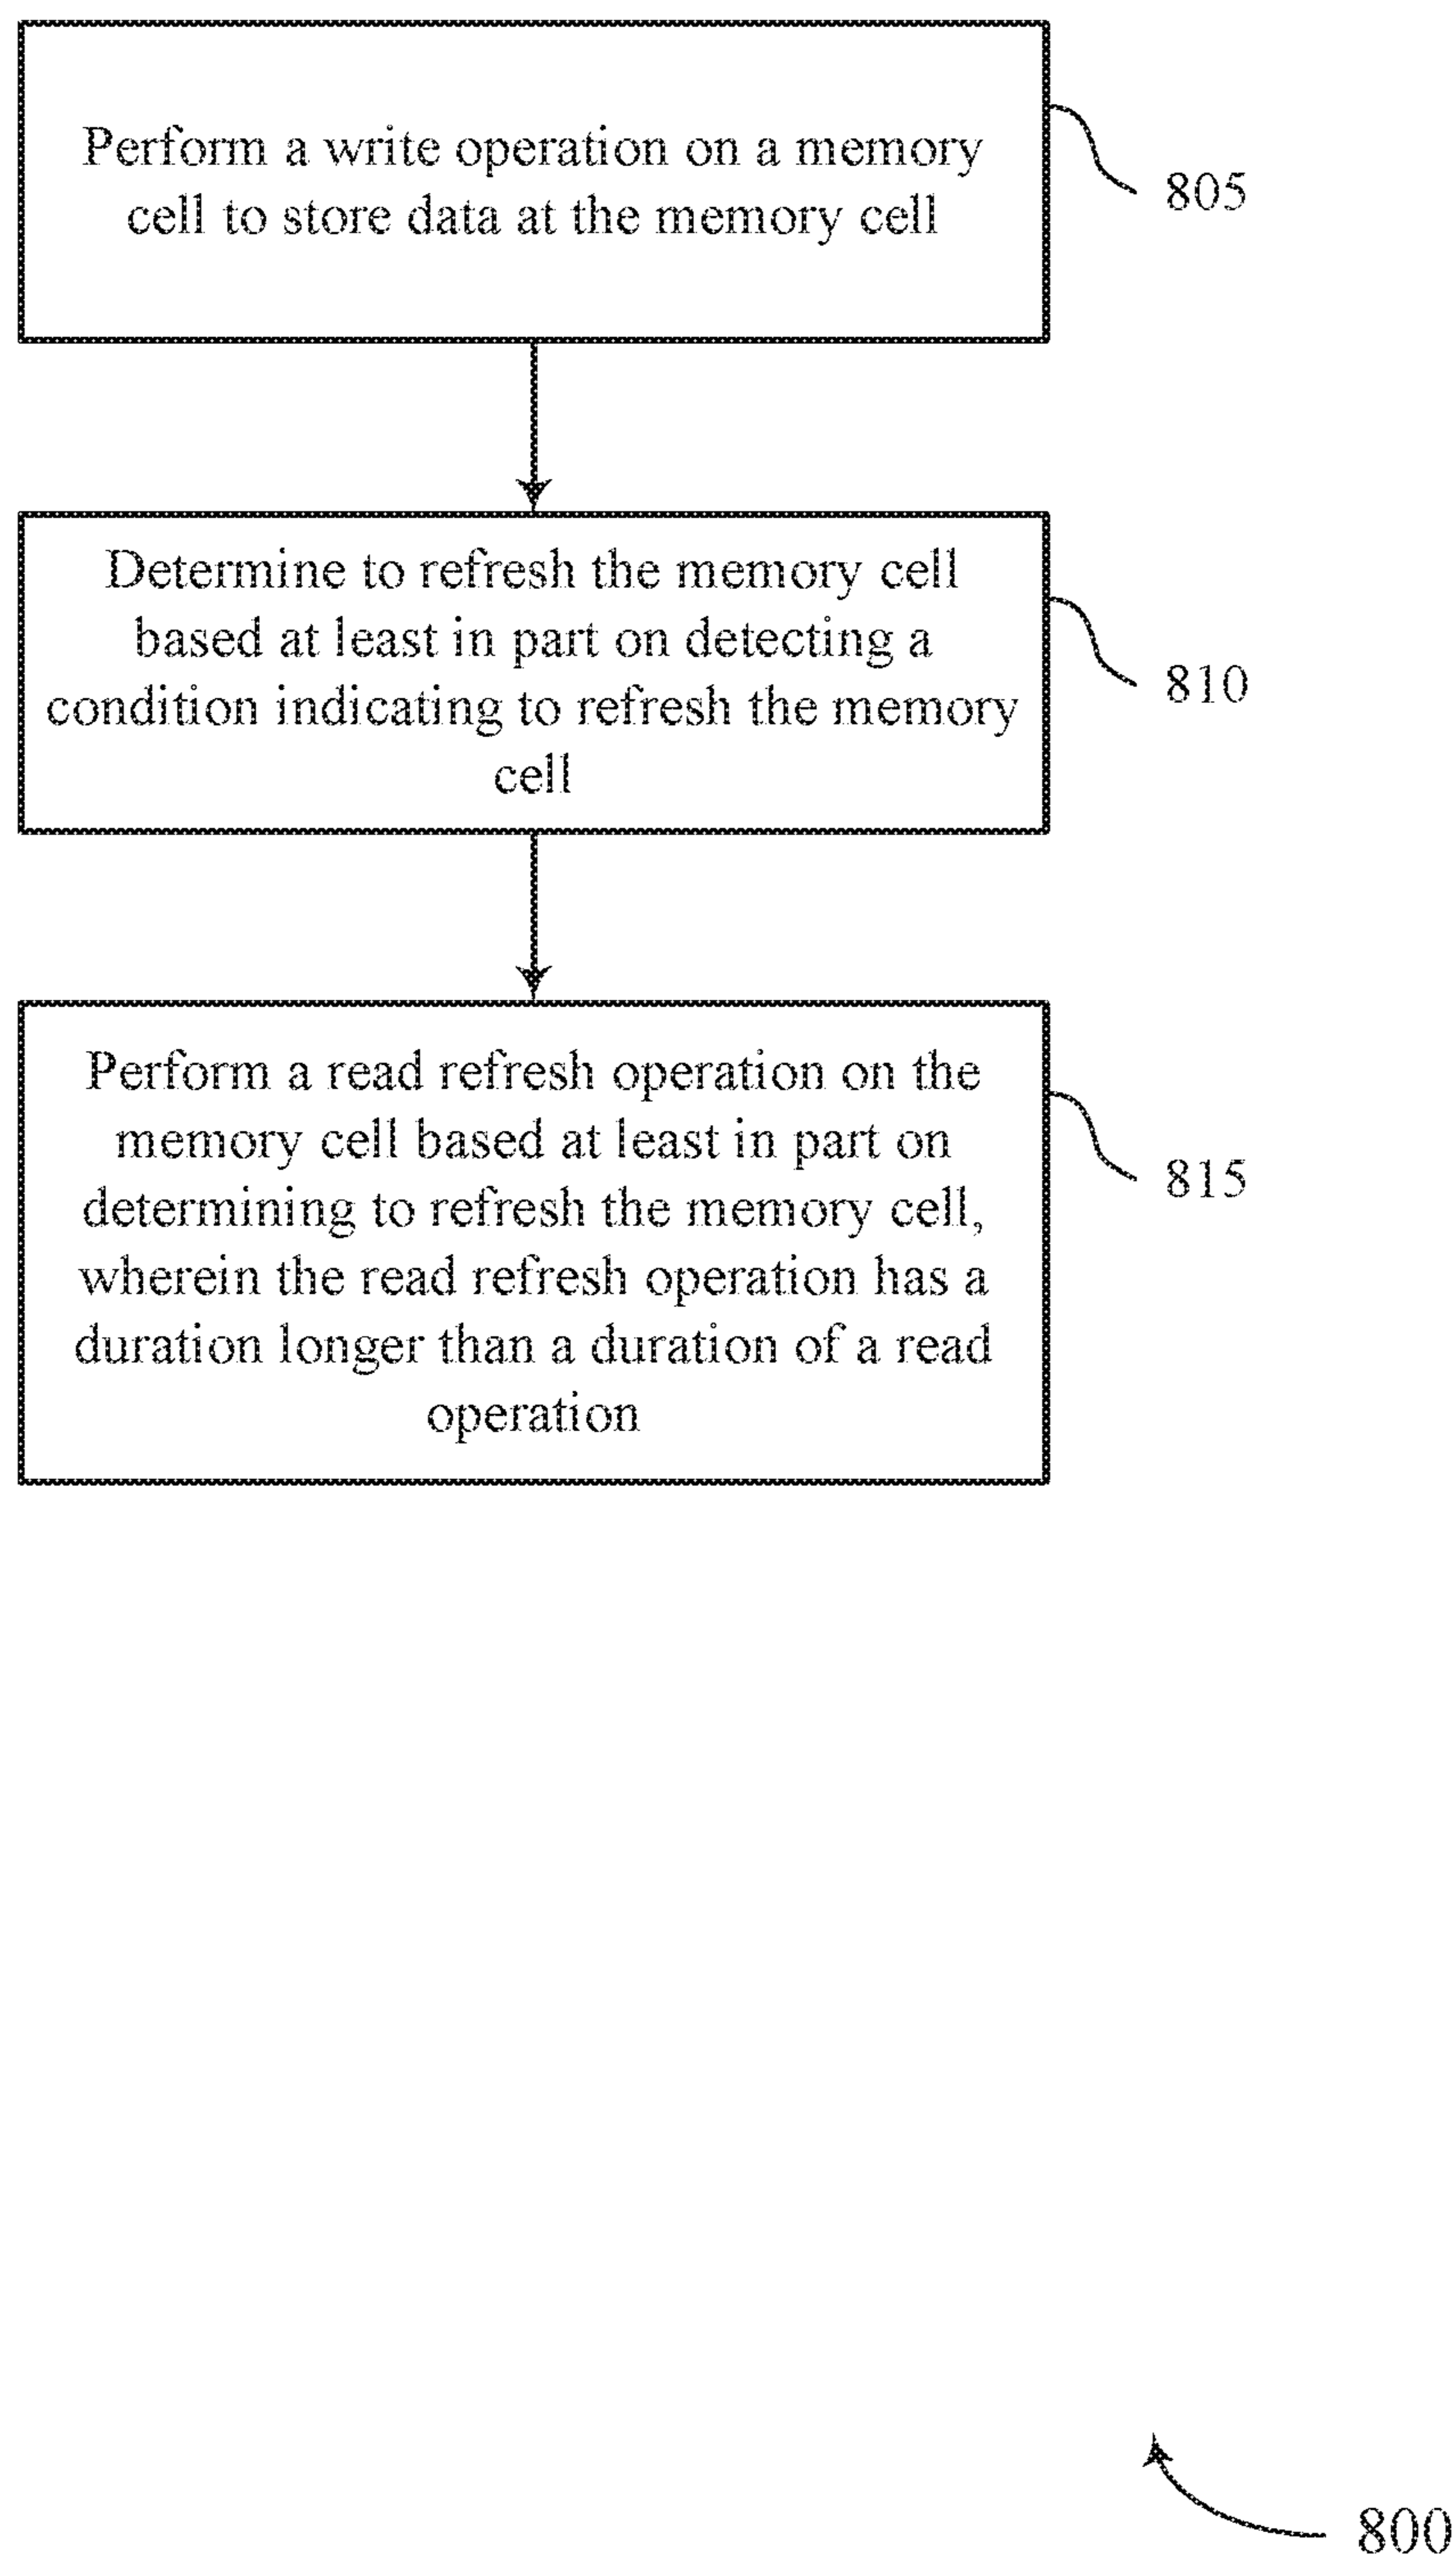 Perform a write operation on a memory
cell to store data at the memory cell
805
Determine to refresh the memory cell
based at least in part on detecting a
condition indicating to refresh the memory
cell
810
Perform a read refresh operation on the
memory cell based at least in part on
determining to refresh the memory cell,
wherein the read refresh operation has a
duration longer than a duration of a read
operation
815
800